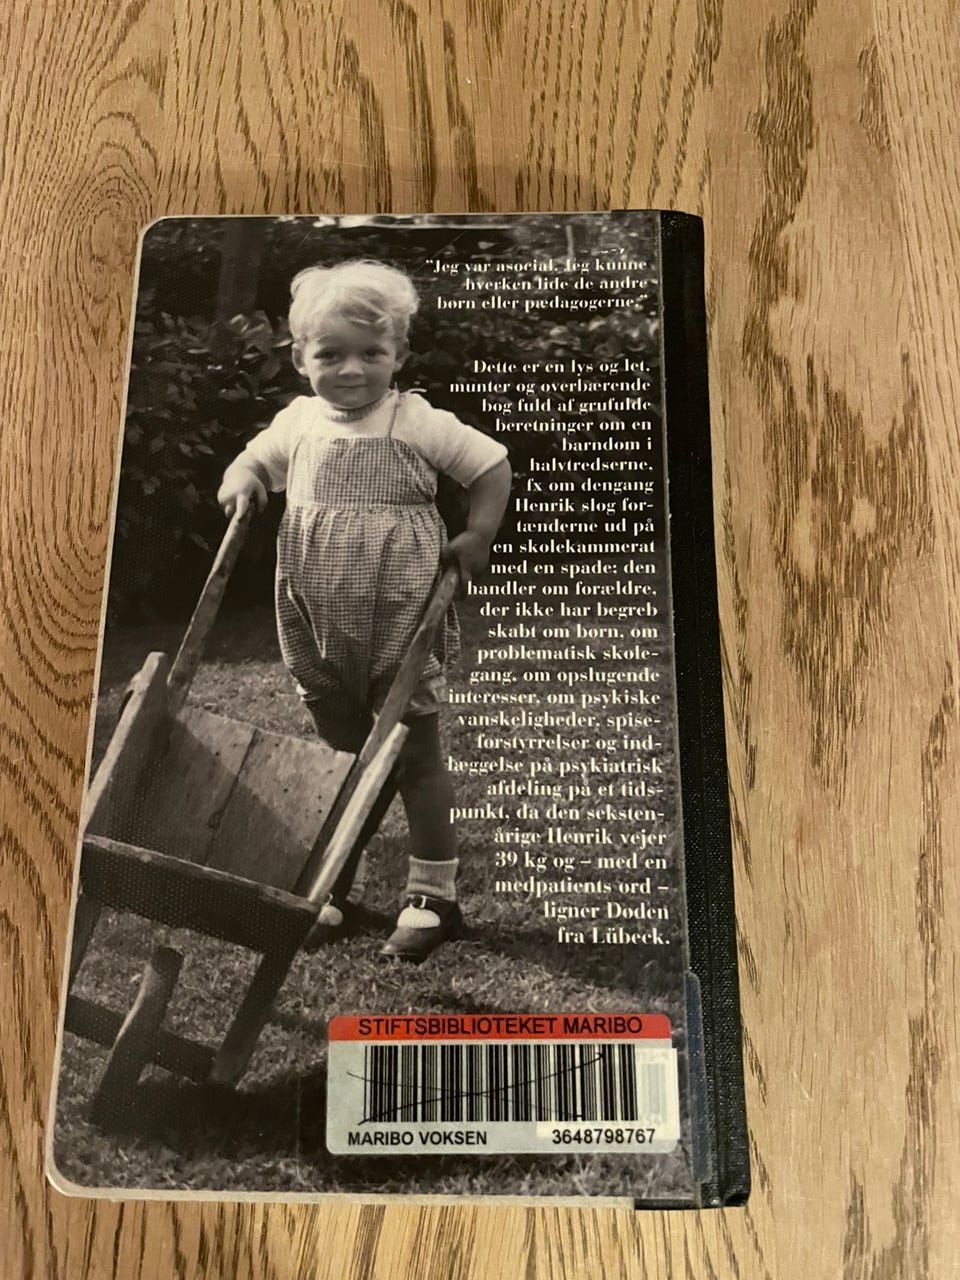 "Jeg var asocial. Jeg kunne
hverken lide de andre
børn eller pædagogerne."
Dette er en lys og let,
munter og overbærende
bog fuld af grufulde
beretninger om en
barndom i
halvtredserne,
fx om dengang
Henrik slog for-
tænderne ud på
en skolekammerat
med en spade; den
handler om forældre,
der ikke har begreb
skabt om børn, om
problematisk skole-
gang, om opslugende
interesser, om psykiske
vanskeligheder, spise-
forstyrrelser og ind-
læggelse på psykiatrisk
afdeling på et tids-
punkt, da den seksten-
årige Henrik vejer
39 kg og – med en
medpatients ord –
ligner Døden
fra Lübeck.
STIFTSBIBLIOTEKET MARIBO
MARIBO VOKSEN 3648798767